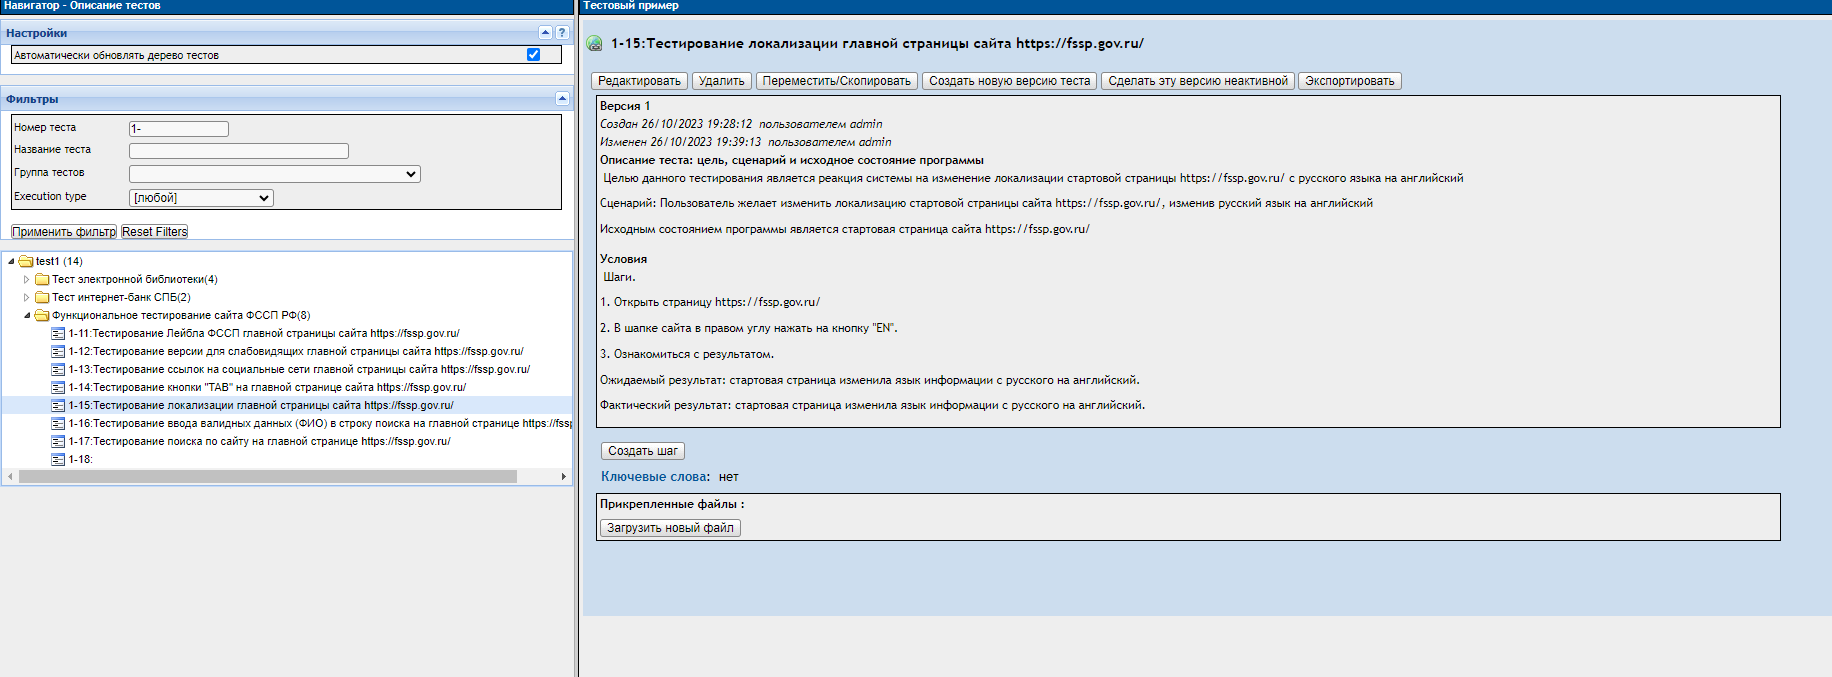 Навигатор - Описание тестов
Настройки
?
Автоматически обновлять дерево тестов
Фильтры
Номер теста
1-
Название теста
Группа тестов
Execution type
[любой]
Применить фильтр
Reset Filters
test1 (14)
Тест электронной библиотеки(4)
Тест интернет-банк СПБ(2)
Функциональное тестирование сайта ФССП РФ(8)
1-11:Тестирование Лейбла ФССП главной страницы сайта https://fssp.gov.ru/
1-12:Тестирование версии для слабовидящих главной страницы сайта https://fssp.gov.ru/
1-13:Тестирование ссылок на социальные сети главной страницы сайта https://fssp.gov.ru/
1-14:Тестирование кнопки "TAB" на главной странице сайта https://fssp.gov.ru/
1-15:Тестирование локализации главной страницы сайта https://fssp.gov.ru/
1-16:Тестирование ввода валидных данных (ФИО) в строку поиска на главной странице https://fssp
1-17:Тестирование поиска по сайту на главной странице https://fssp.gov.ru/
1-18:
Тестовый пример
1-15:Тестирование локализации главной страницы сайта https://fssp.gov.ru/
Редактировать Удалить Переместить/Скопировать Создать новую версию теста Сделать эту версию неактивной Экспортировать
Версия 1
Создан 26/10/2023 19:28:12 пользователем admin
Изменен 26/10/2023 19:39:13 пользователем admin
Описание теста: цель, сценарий и исходное состояние программы
Целью данного тестирования является реакция системы на изменение локализации стартовой страницы https://fssp.gov.ru/ с русского языка на английский
Сценарий: Пользователь желает изменить локализацию стартовой страницы сайта https://fssp.gov.ru/, изменив русский язык на английский
Исходным состоянием программы является стартовая страница сайта https://fssp.gov.ru/
Условия
Шаги.
1. Открыть страницу https://fssp.gov.ru/
2. В шапке сайта в правом углу нажать на кнопку "EN".
3. Ознакомиться с результатом.
Ожидаемый результат: стартовая страница изменила язык информации с русского на английский.
Фактический результат: стартовая страница изменила язык информации с русского на английский.
Создать шаг
Ключевые слова: нет
Прикрепленные файлы :
Загрузить новый файл